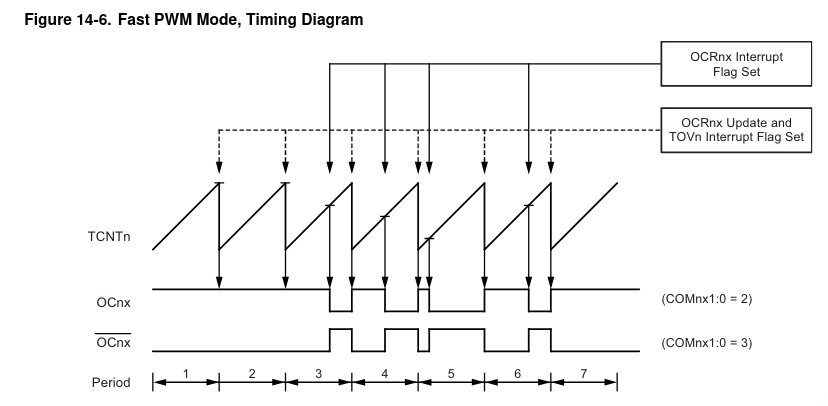 Figure 14-6. Fast PWM Mode, Timing Diagram
OCRnx Interrupt
Flag Set
OCRnx Update and
TOVn Interrupt Flag Set
TCNTn
OCnx
(COMnx1:0 = 2)
OCnx
(COMnx1:0 = 3)
Period
1
2
3
4
5
6
7